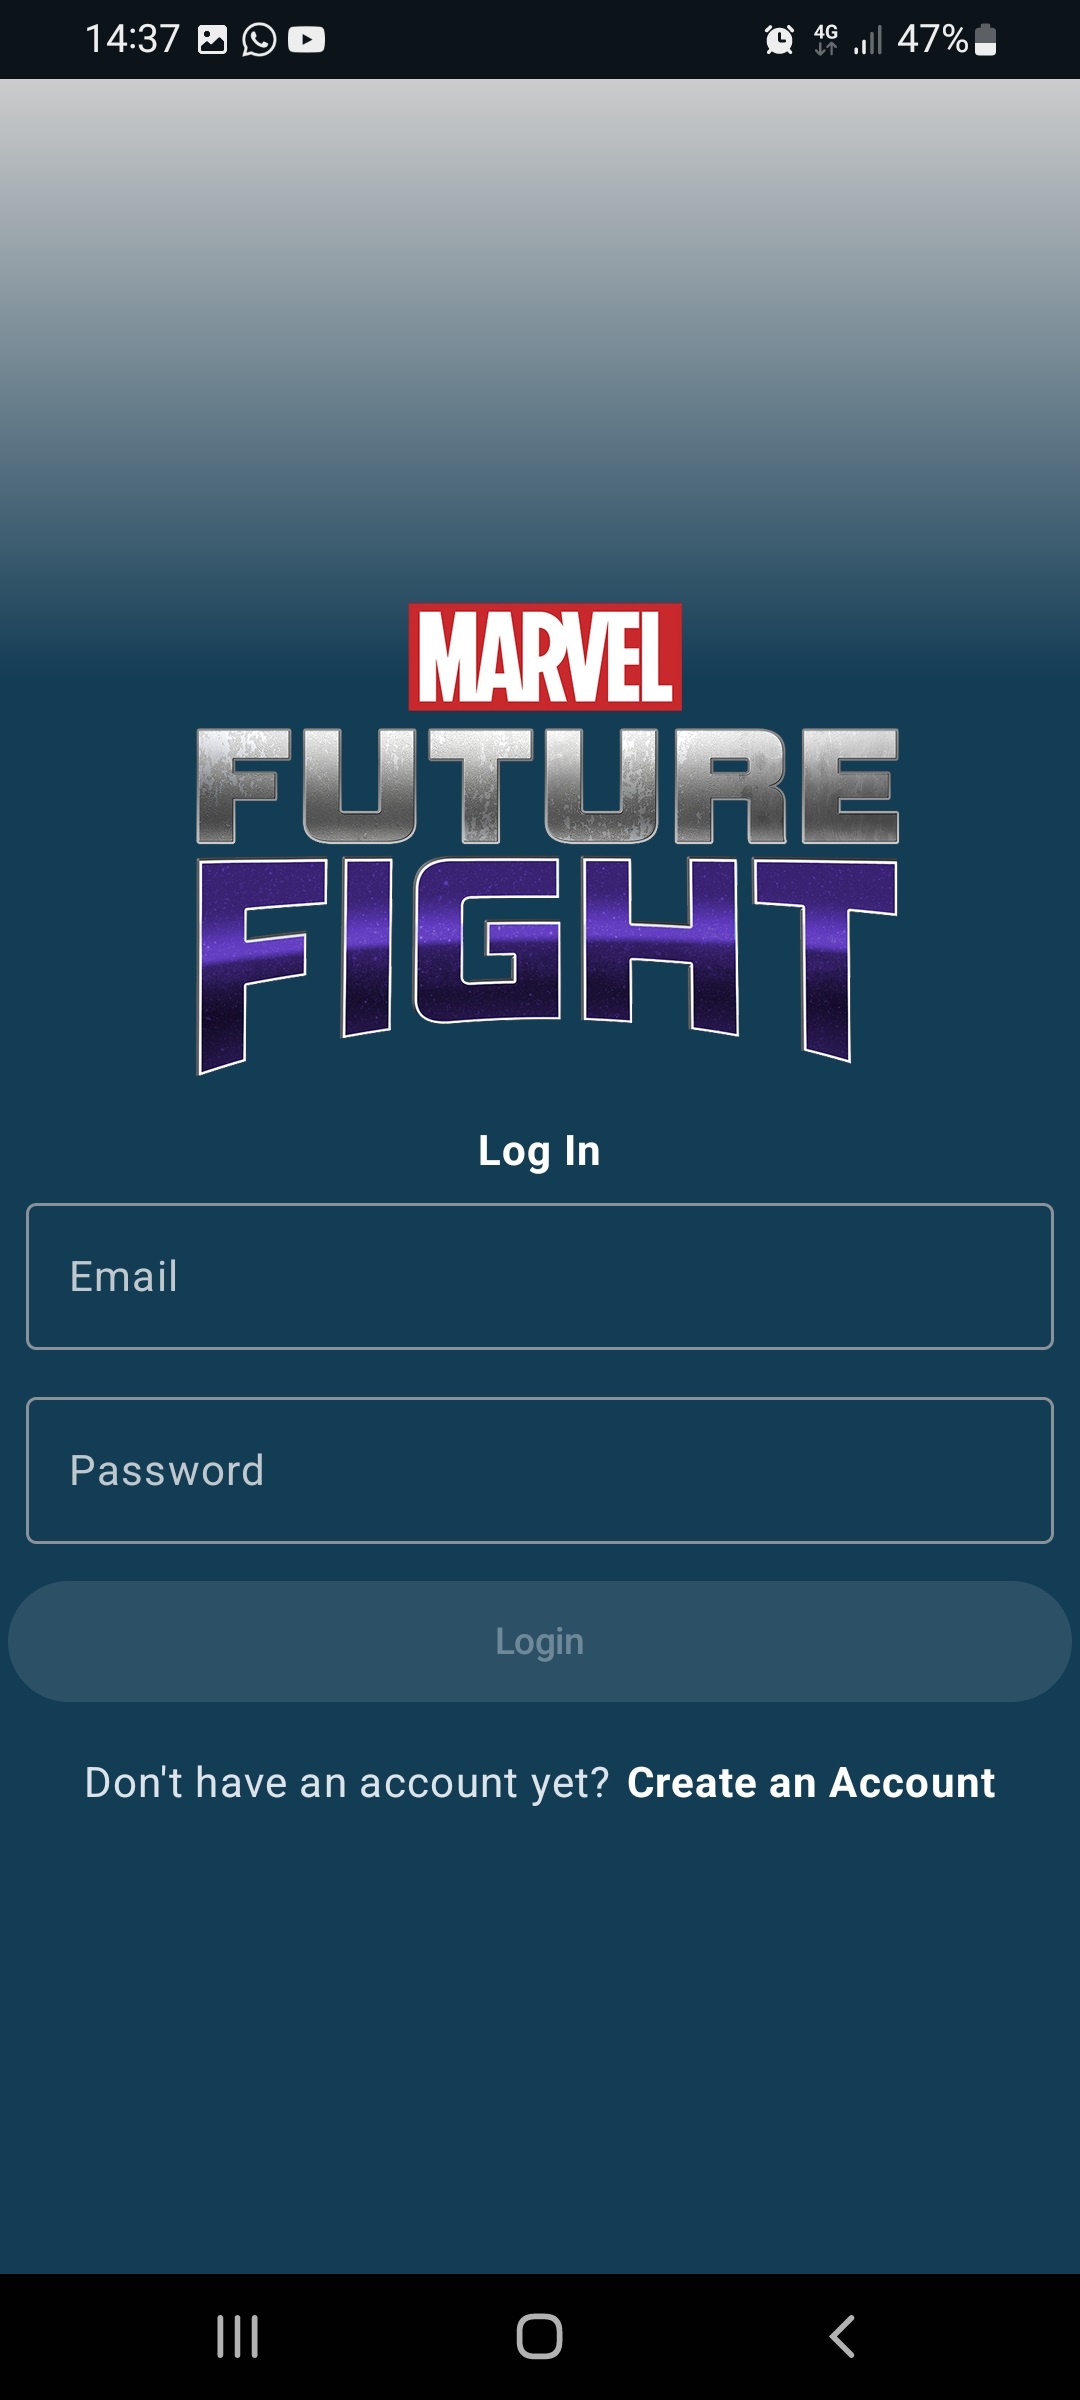 14:37 4G 47%
MARVEL
FUTURE
FIGHT
Log In
Email
Password
Login
Don't have an account yet? Create an Account